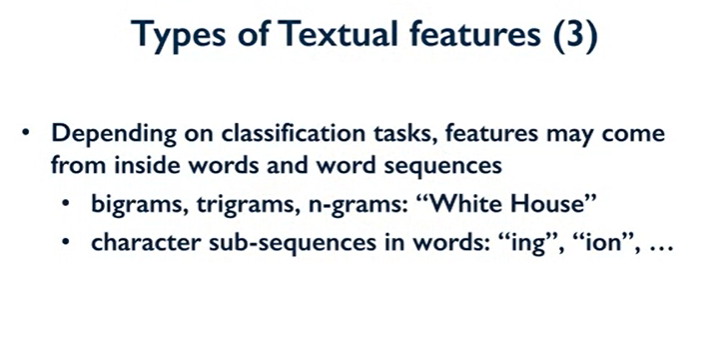 Types of Textual features (3)
• Depending on classification tasks, features may come
from inside words and word sequences
• bigrams, trigrams, n-grams: “White House”
• character sub-sequences in words: “ing”, “ion”, …